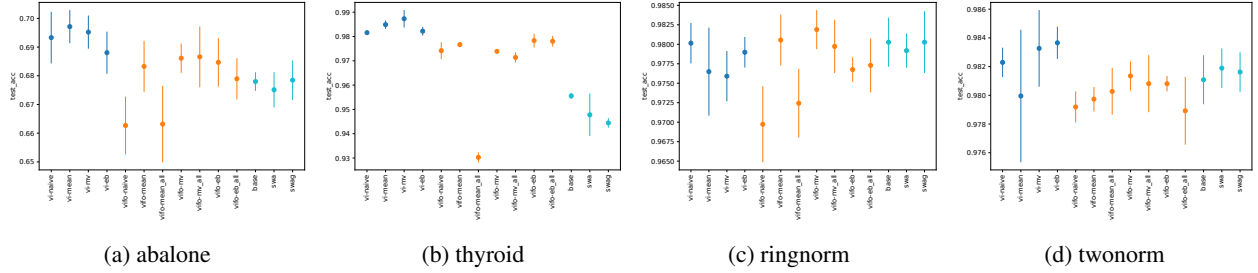 0.70
0.69
0.68
0.67
0.66
0.65
test_acc
vi-naive
vi-mean
vi-mv
vi-eb
vifo-naive
vifo-mean
vifo-mean_all
vifo-mv
vifo-mv_all
vifo-eb
vifo-eb_all
base
swa
swag
(a) abalone
0.99
0.98
0.97
0.96
0.95
0.94
0.93
test_acc
vi-naive
vi-mean
vi-mv
vi-eb
vifo-naive
vifo-mean
vifo-mean_all
vifo-mv
vifo-mv_all
vifo-eb
vifo-eb_all
base
swa
swag
(b) thyroid
0.9850
0.9825
0.9800
0.9775
0.9750
0.9725
0.9700
0.9675
0.9650
test_acc
vi-naive
vi-mean
vi-mv
vi-eb
vifo-naive
vifo-mean
vifo-mean_all
vifo-mv
vifo-mv_all
vifo-eb
vifo-eb_all
base
swa
swag
(c) ringnorm
0.986
0.984
0.982
0.980
0.978
0.976
test_acc
vi-naive
vi-mean
vi-mv
vi-eb
vifo-naive
vifo-mean
vifo-mean_all
vifo-mv
vifo-mv_all
vifo-eb
vifo-eb_all
base
swa
swag
(d) twonorm